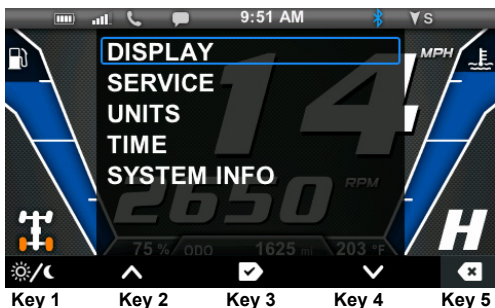 9:51 AM S
DISPLAY
SERVICE
UNITS
TIME
SYSTEM INFO
14 MPH
2650 RPM
75 % ODO 1625 mi 203 °F
H
Key 1 Key 2 Key 3 Key 4 Key 5